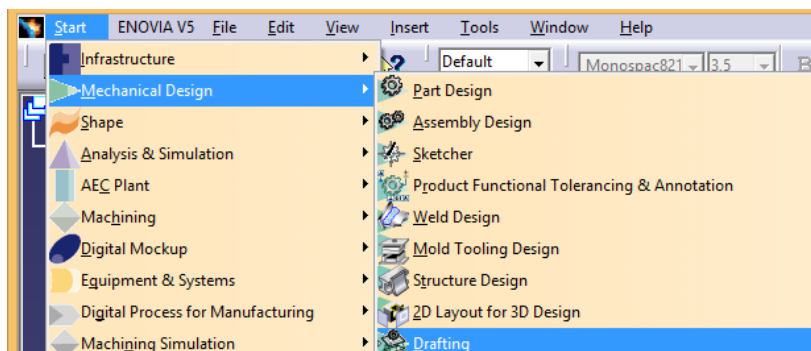 Start ENOVIA V5 File Edit View Insert Tools Window Help
Default Monospac821 3.5 B
Infrastructure
Mechanical Design
Shape
Analysis & Simulation
AEC Plant
Machining
Digital Mockup
Equipment & Systems
Digital Process for Manufacturing
Machining Simulation
Part Design
Assembly Design
Sketcher
Product Functional Tolerancing & Annotation
Weld Design
Mold Tooling Design
Structure Design
2D Layout for 3D Design
Drafting